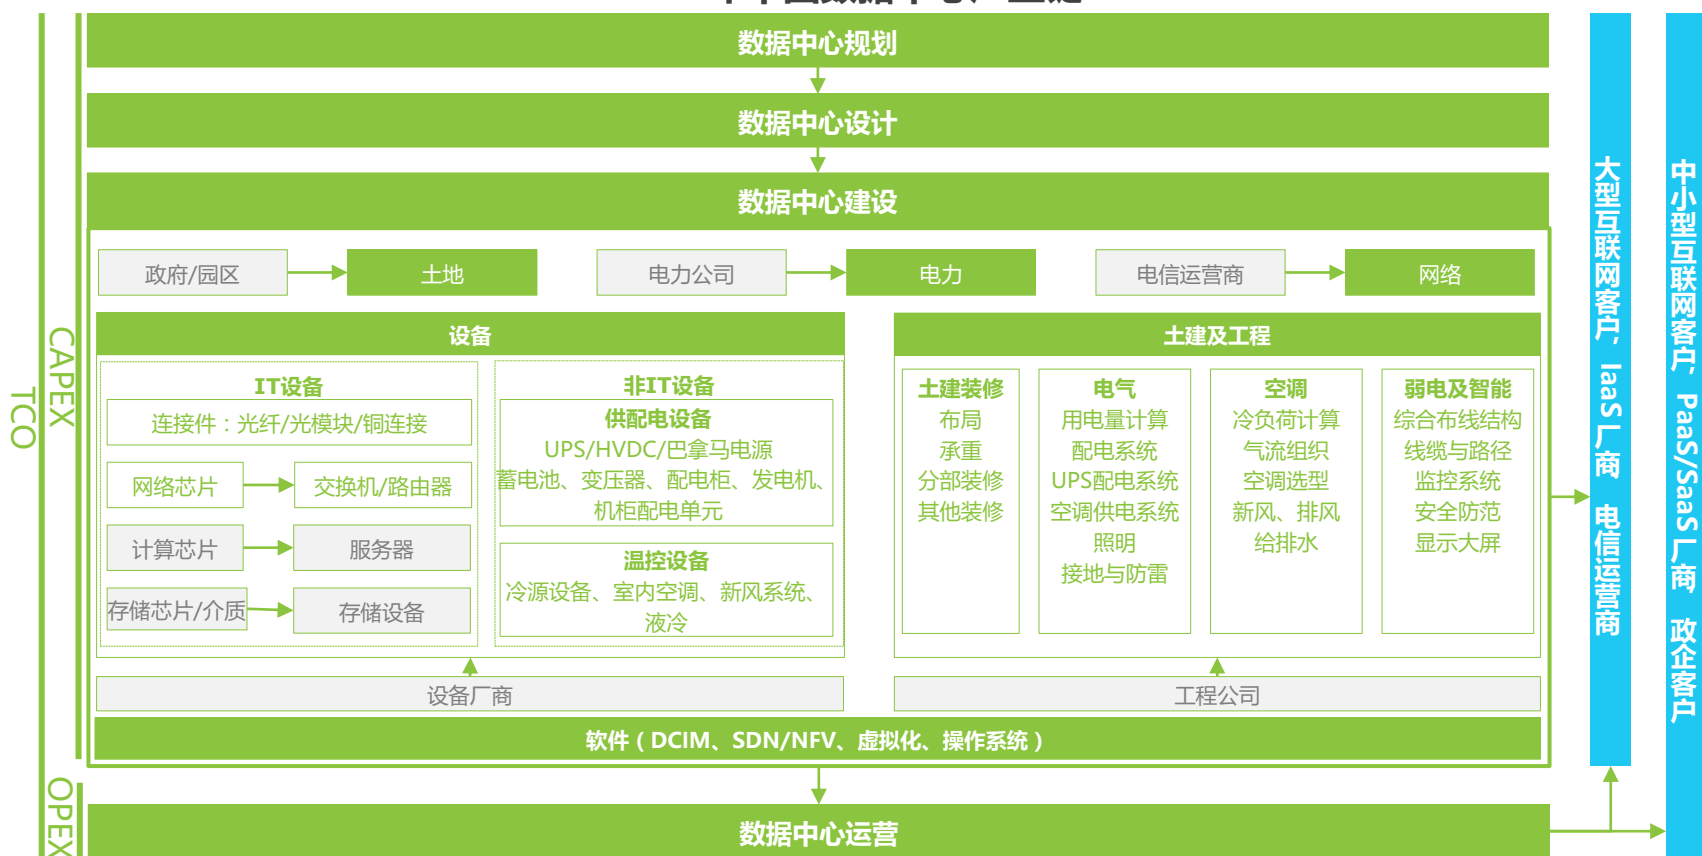 数据中心规划
数据中心设计
数据中心建设
政府/园区
土地
电力公司
电力
电信运营商
网络
设备
IT设备
连接件：光纤/光模块/铜连接
网络芯片
交换机/路由器
计算芯片
服务器
存储芯片/介质
存储设备
非IT设备
供配电设备
UPS/HVDC/巴拿马电源
蓄电池、变压器、配电柜、发电机、
机柜配电单元
温控设备
冷源设备、室内空调、新风系统、
液冷
设备厂商
土建及工程
土建装修
布局
承重
分部装修
其他装修
电气
用电量计算
配电系统
UPS配电系统
空调供电系统
照明
接地与防雷
空调
冷负荷计算
气流组织
空调选型
新风、排风
给排水
弱电及智能
综合布线结构
线缆与路径
监控系统
安全防范
显示大屏
工程公司
软件（DCIM、SDN/NFV、虚拟化、操作系统）
数据中心运营
TCO
CAPEX
OPEX
大型互联网客户、IaaS厂商、电信运营商
中小型互联网客户、PaaS/SaaS厂商、政企客户